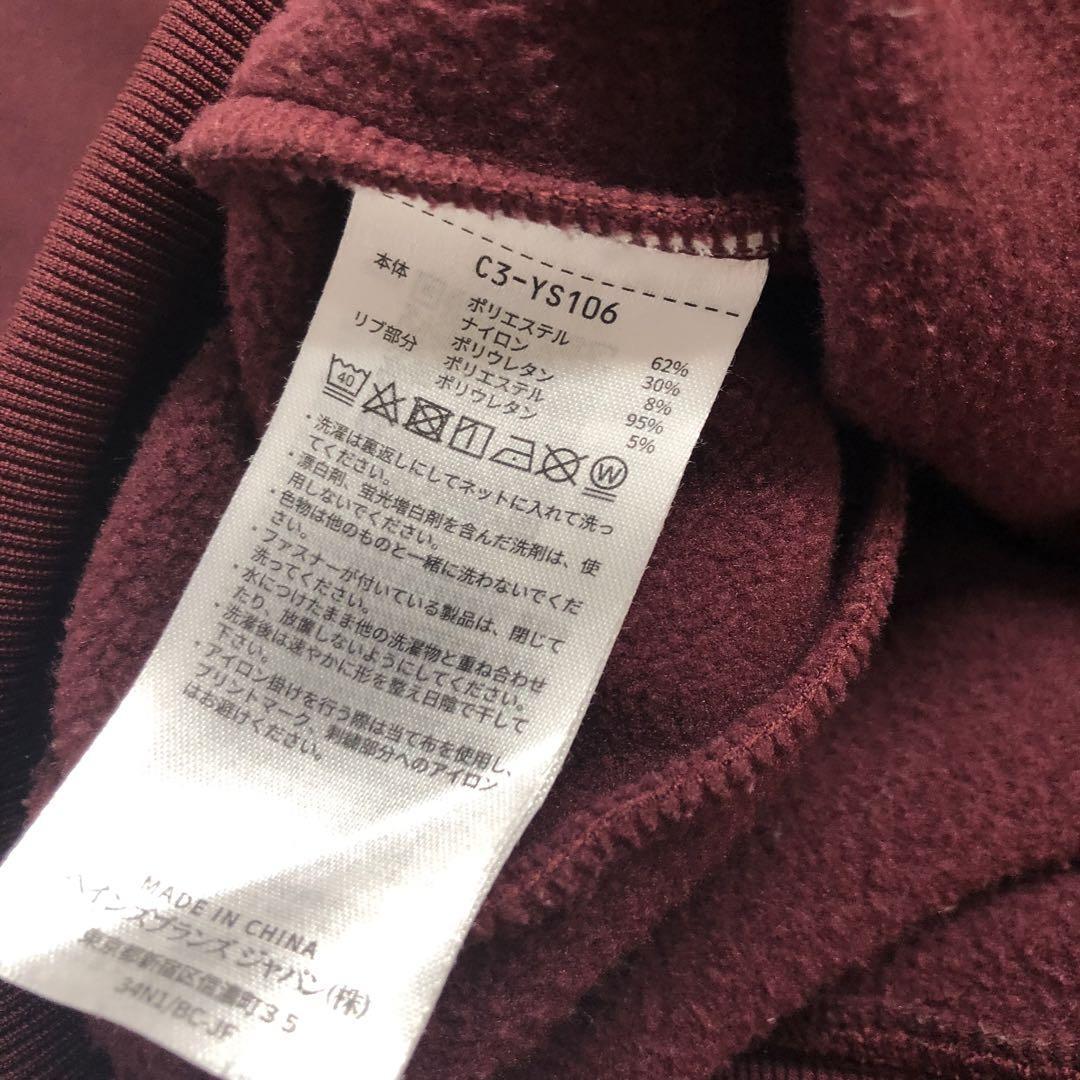 C3-YS106
本体 ポリエステル 62%
ナイロン 30%
ポリウレタン 8%
リブ部分 ポリエステル 95%
ポリウレタン 5%
40 W
・洗濯は裏返しにしてネットに入れて洗っ
てください。
・漂白剤、蛍光増白剤を含んだ洗剤は、使
用しないでください。
・色物は他のものと一緒に洗わないでくだ
さい。
・ファスナーが付いている製品は、閉じて
洗ってください。
・水につけたまま他の洗濯物と重ね合わせ
たり、放置しないようにしてください。
・洗濯後は速やかに形を整え日陰で干して
下さい。
・アイロン掛けを行う際は当て布を使用し、
プリントマーク、刺繍部分へのアイロン
はお避けください。
MADE IN CHINA
ヘインズブランズ ジャパン(株)
東京都新宿区信濃町35
34N1/BC-JF